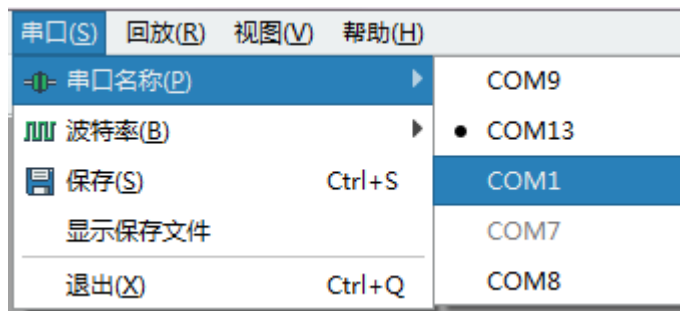 串口(S) 回放(R) 视图(V) 帮助(H)
串口名称(P)
波特率(B)
保存(S) Ctrl+S
显示保存文件
退出(X) Ctrl+Q
COM9
COM13
COM1
COM7
COM8